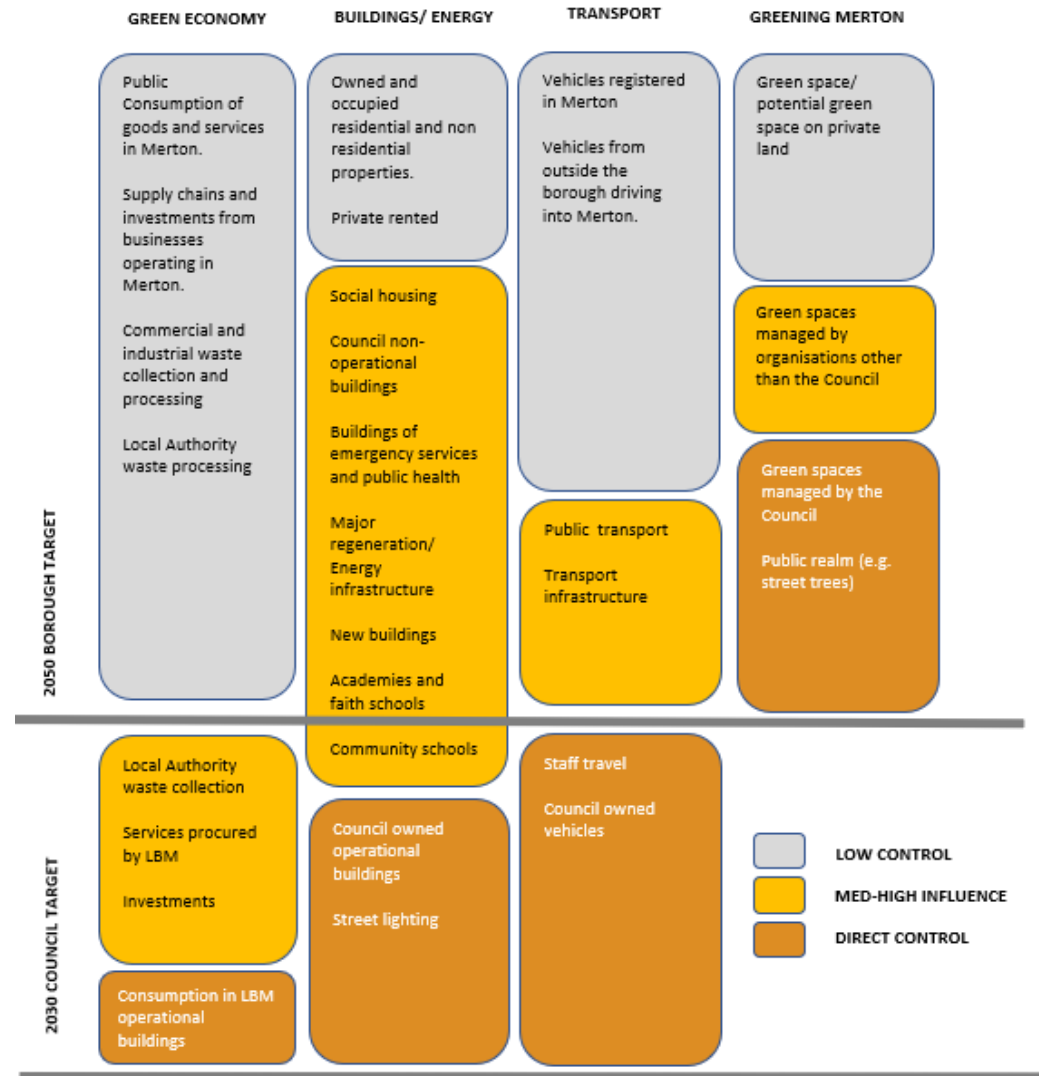 GREEN ECONOMY
BUILDINGS/ ENERGY
TRANSPORT
GREENING MERTON
Public
Consumption of
goods and services
in Merton.
Supply chains and
investments from
businesses
operating in
Merton.
Commercial and
industrial waste
collection and
processing
Local Authority
waste processing
Owned and
occupied
residential and non
residential
properties.
Private rented
Social housing
Council non-
operational
buildings
Buildings of
emergency services
and public health
Major
regeneration/
Energy
infrastructure
New buildings
Academies and
faith schools
Community schools
Vehicles registered
in Merton
Vehicles from
outside the
borough driving
into Merton.
Public transport
Transport
infrastructure
Green space/
potential green
space on private
land
Green spaces
managed by
organisations other
than the Council
Green spaces
managed by the
Council
Public realm (e.g.
street trees)
2050 BOROUGH TARGET
Local Authority
waste collection
Services procured
by LBM
Investments
Consumption in LBM
operational
buildings
Council owned
operational
buildings
Street lighting
Staff travel
Council owned
vehicles
2030 COUNCIL TARGET
LOW CONTROL
MED-HIGH INFLUENCE
DIRECT CONTROL